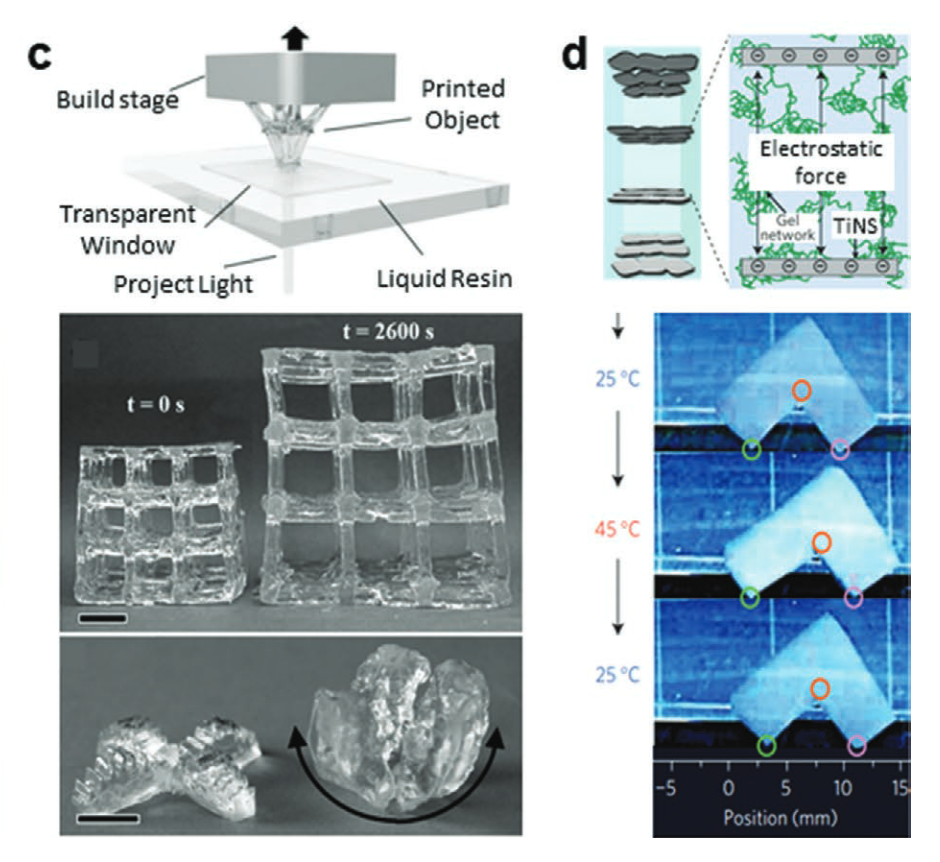 c
Build stage
Printed
Object
Transparent
Window
Project Light
Liquid Resin
t = 0 s
t = 2600 s
d
Electrostatic
force
Gel
network
TiNS
25 °C
45 °C
25 °C
-5 0 5 10 15
Position (mm)